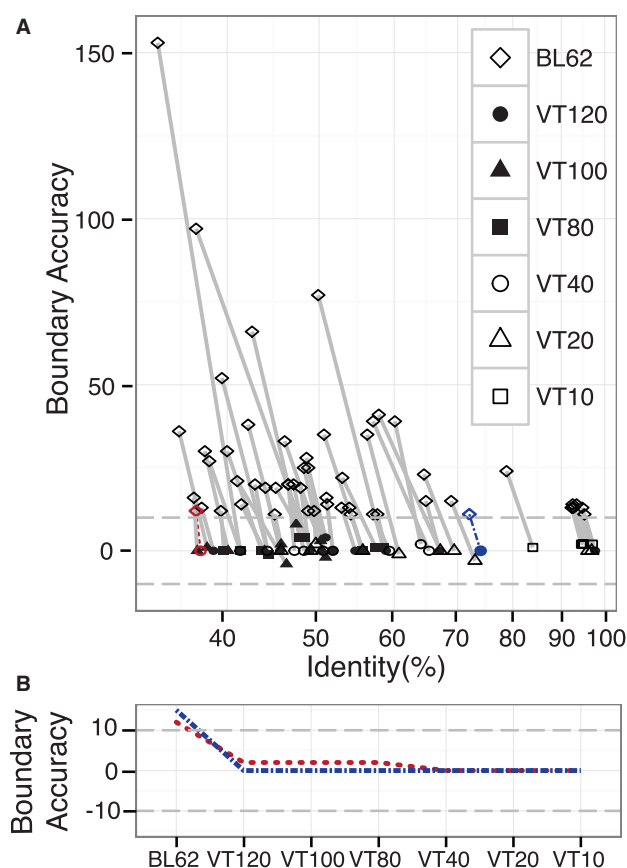 A
Boundary Accuracy
150
100
50
0
BL62
VT120
VT100
VT80
VT40
VT20
VT10
40 50 60 70 80 90 100
Identity(%)
B
Boundary
Accuracy
10
0
-10
BL62 VT120 VT100 VT80 VT40 VT20 VT10